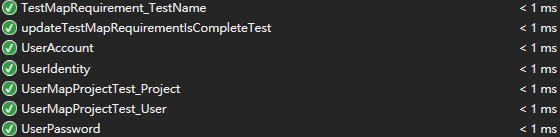 TestMapRequirement_TestName < 1 ms
updateTestMapRequirementIsCompleteTest < 1 ms
UserAccount < 1 ms
UserIdentity < 1 ms
UserMapProjectTest_Project < 1 ms
UserMapProjectTest_User < 1 ms
UserPassword < 1 ms